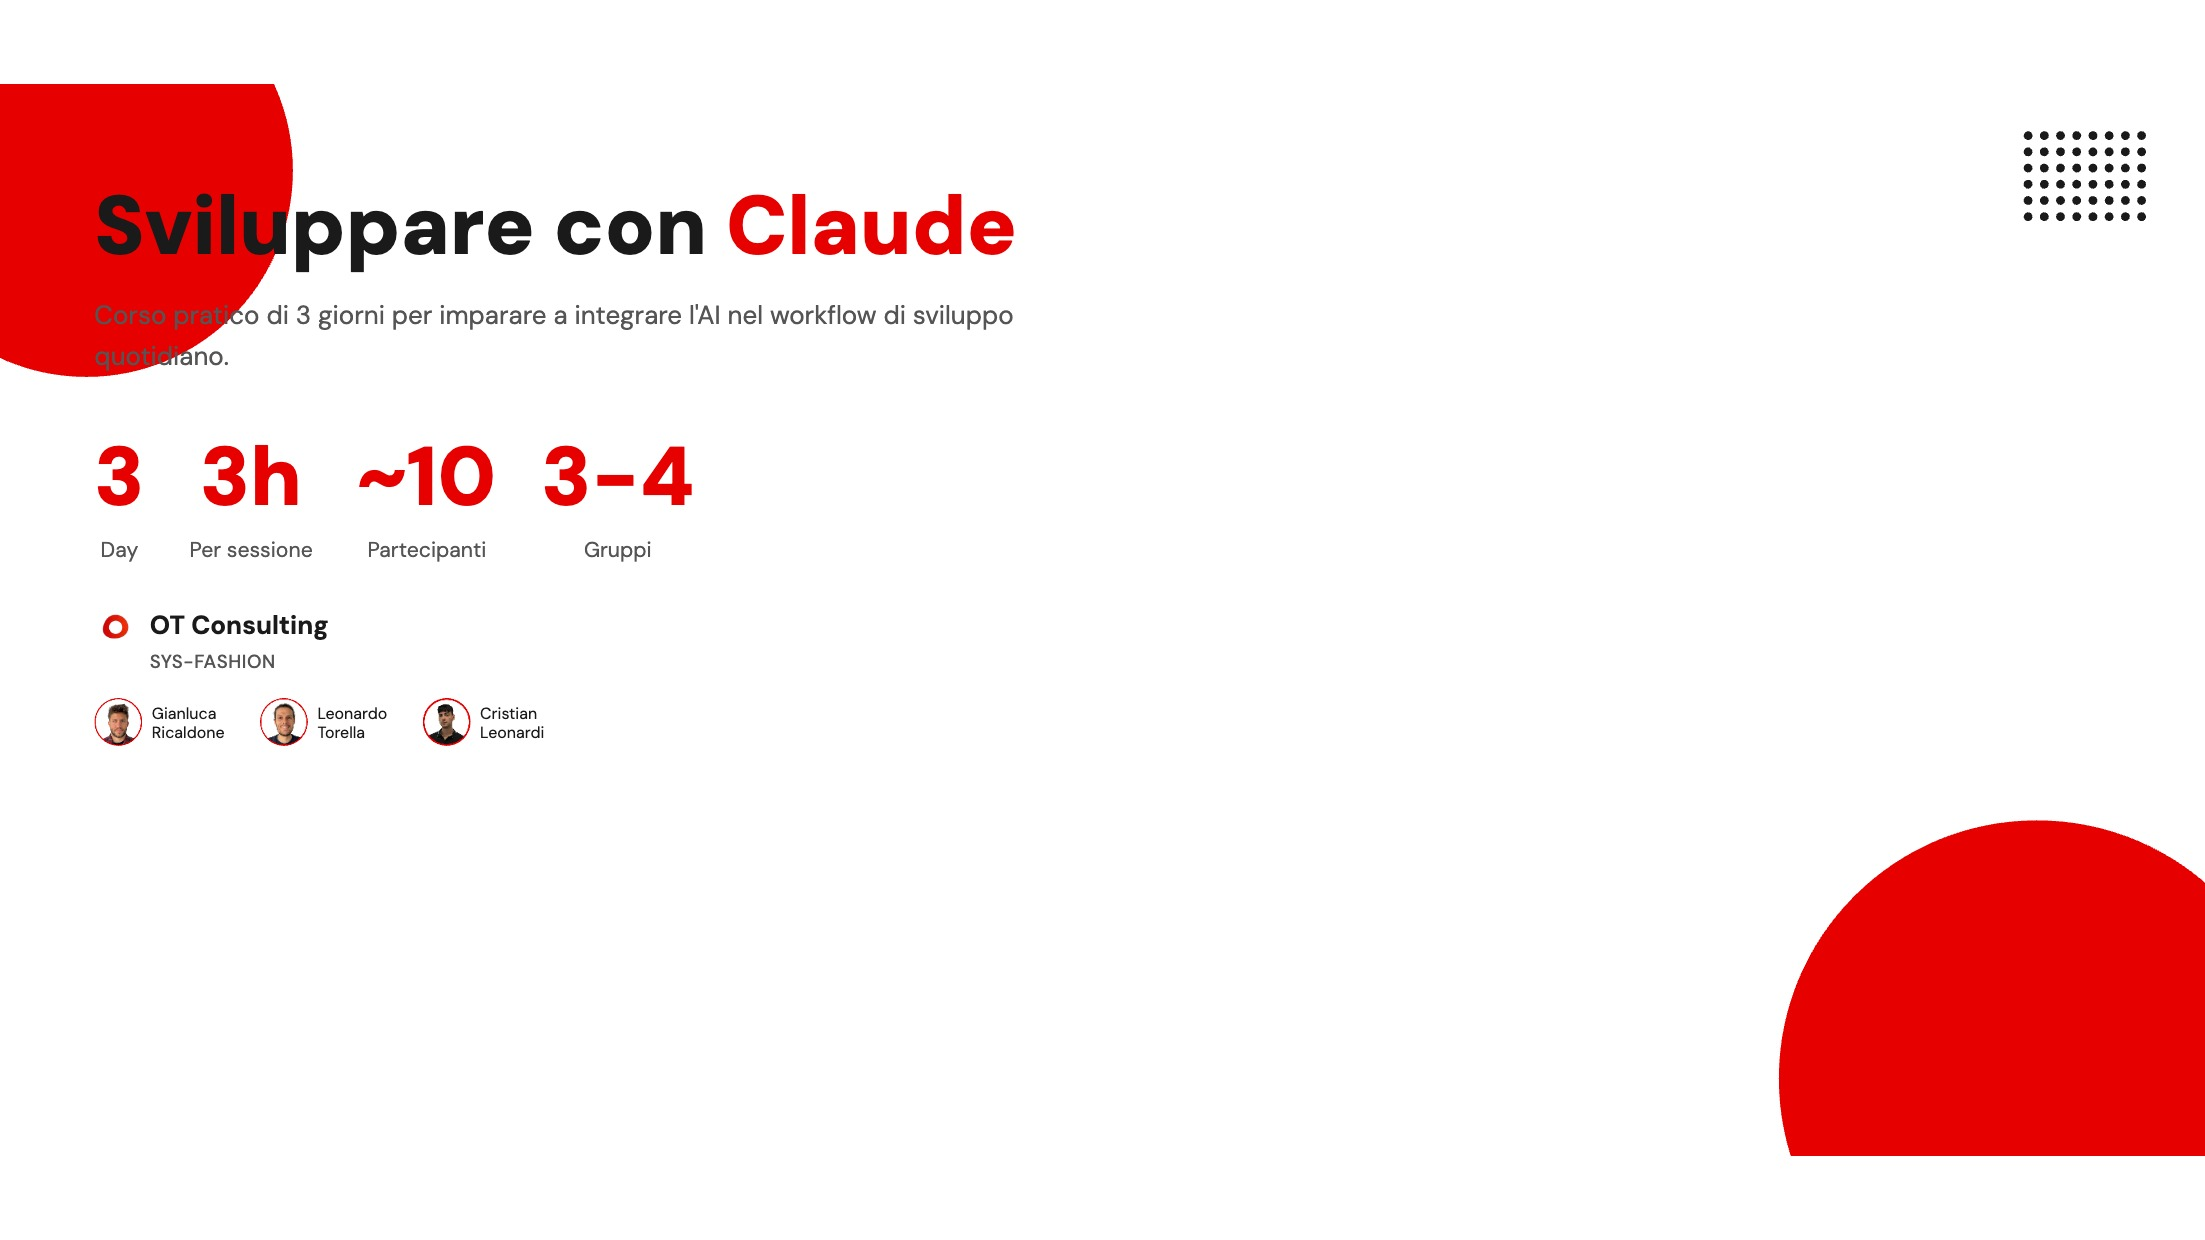 Sviluppare con Claude
Corso pratico di 3 giorni per imparare a integrare l'AI nel workflow di sviluppo
quotidiano.
3 3h ~10 3–4
Day Per sessione Partecipanti Gruppi
OT Consulting
SYS-FASHION
Gianluca
Ricaldone
Leonardo
Torella
Cristian
Leonardi